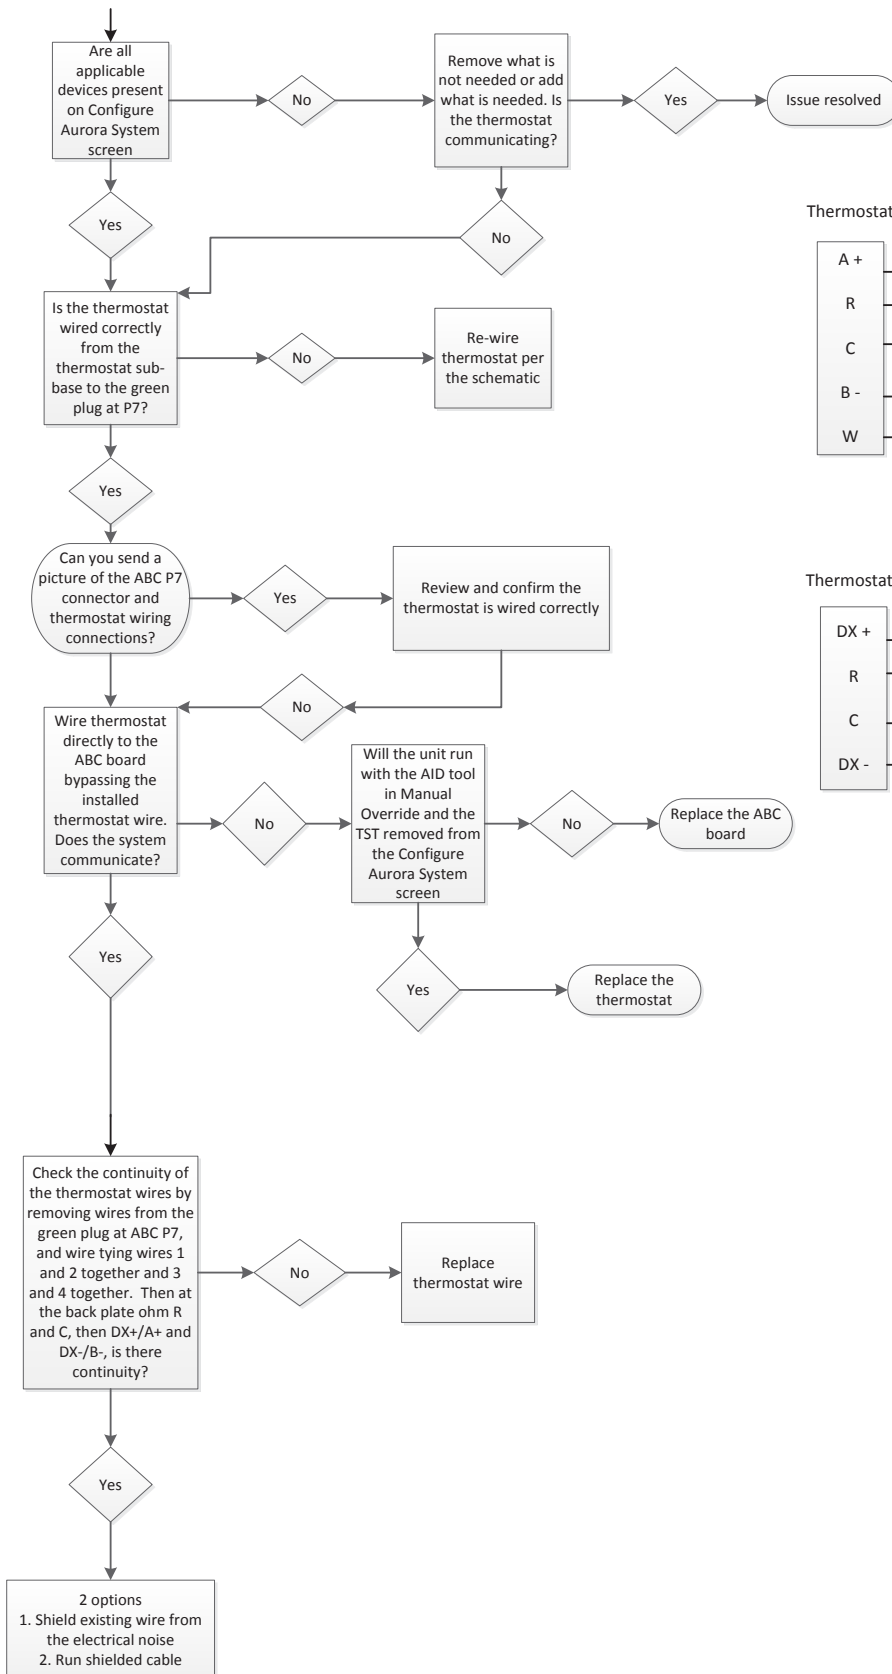 Are all
applicable
devices present
on Configure
Aurora System
screen
No
Remove what is
not needed or add
what is needed. Is
the thermostat
communicating?
Yes
Issue resolved
Yes
No
Thermostat
A +
R
C
B -
W
Is the thermostat
wired correctly
from the
thermostat sub-
base to the green
plug at P7?
No
Re-wire
thermostat per
the schematic
Yes
Can you send a
picture of the ABC P7
connector and
thermostat wiring
connections?
Yes
Review and confirm the
thermostat is wired correctly
Thermostat
DX +
R
C
DX -
No
Wire thermostat
directly to the
ABC board
bypassing the
installed
thermostat wire.
Does the system
communicate?
No
Will the unit run
with the AID tool
in Manual
Override and the
TST removed from
the Configure
Aurora System
screen
No
Replace the ABC
board
Yes
Yes
Replace the
thermostat
Check the continuity of
the thermostat wires by
removing wires from the
green plug at ABC P7,
and wire tying wires 1
and 2 together and 3
and 4 together. Then at
the back plate ohm R
and C, then DX+/A+ and
DX-/B-, is there
continuity?
No
Replace
thermostat wire
Yes
2 options
1. Shield existing wire from
the electrical noise
2. Run shielded cable